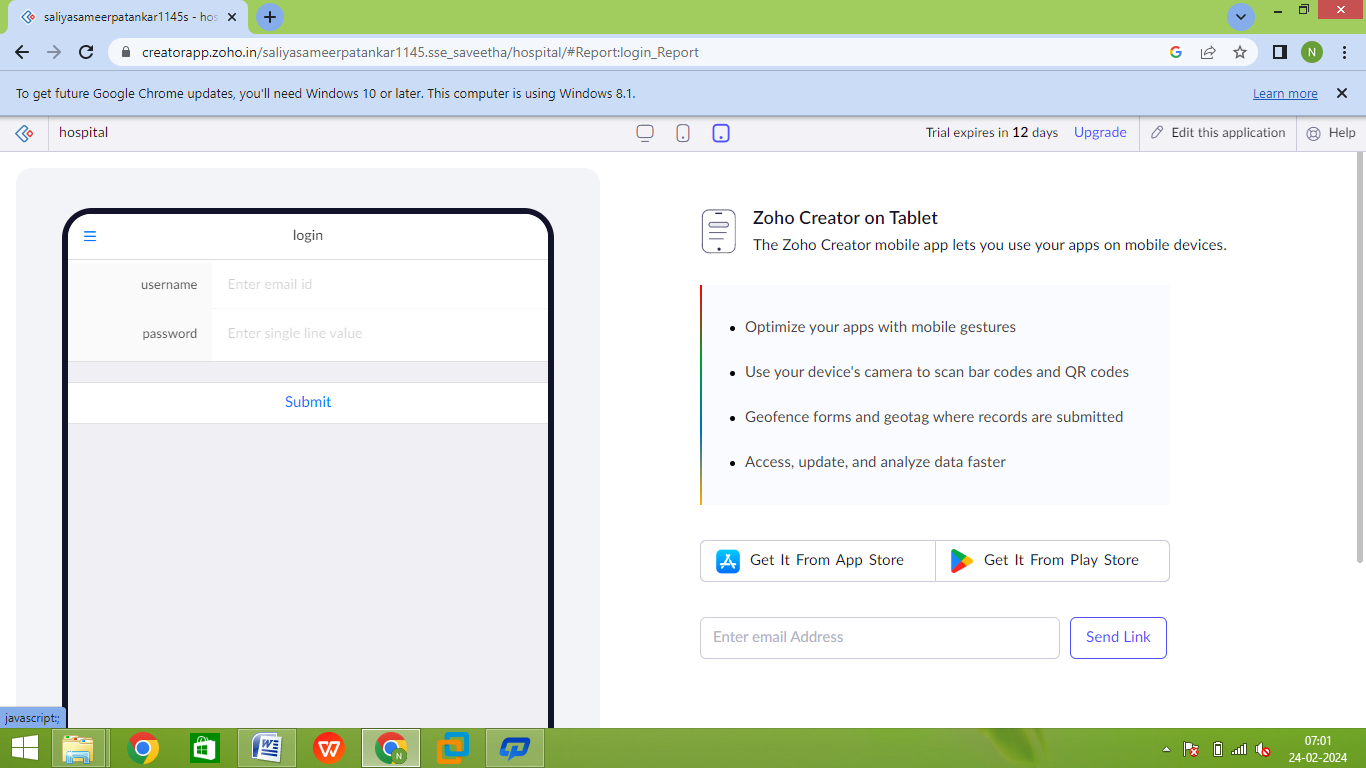 saliyasameerpatankar1145s - hos
creatorapp.zoho.in/saliyasameerpatankar1145.sse_saveetha/hospital/#Report:login_Report
N
To get future Google Chrome updates, you'll need Windows 10 or later. This computer is using Windows 8.1.
Learn more
hospital
Trial expires in 12 days
Upgrade
Edit this application
Help
login
username
Enter email id
password
Enter single line value
Submit
Zoho Creator on Tablet
The Zoho Creator mobile app lets you use your apps on mobile devices.
Optimize your apps with mobile gestures
Use your device's camera to scan bar codes and QR codes
Geofence forms and geotag where records are submitted
Access, update, and analyze data faster
Get It From App Store
Get It From Play Store
Enter email Address
Send Link
javascript:;
N
07:01
24-02-2024